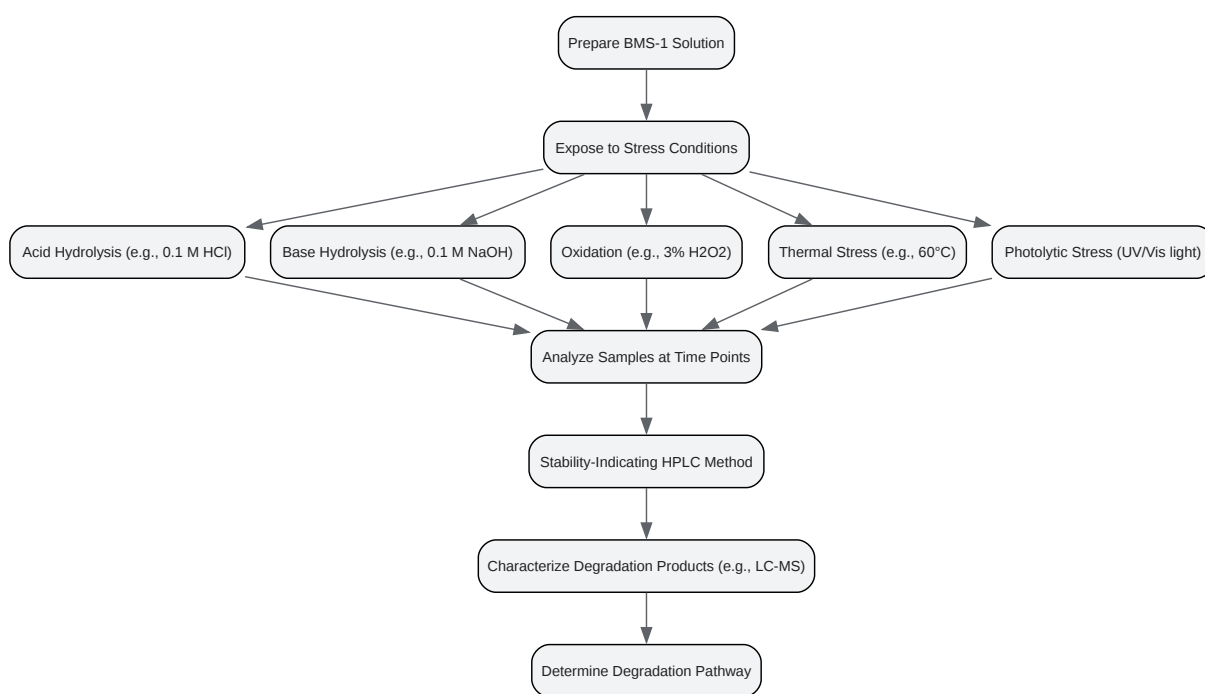 Prepare BMS-1 Solution
Expose to Stress Conditions
Acid Hydrolysis (e.g., 0.1 M HCl)
Base Hydrolysis (e.g., 0.1 M NaOH)
Oxidation (e.g., 3% H2O2)
Thermal Stress (e.g., 60°C)
Photolytic Stress (UV/Vis light)
Analyze Samples at Time Points
Stability-Indicating HPLC Method
Characterize Degradation Products (e.g., LC-MS)
Determine Degradation Pathway